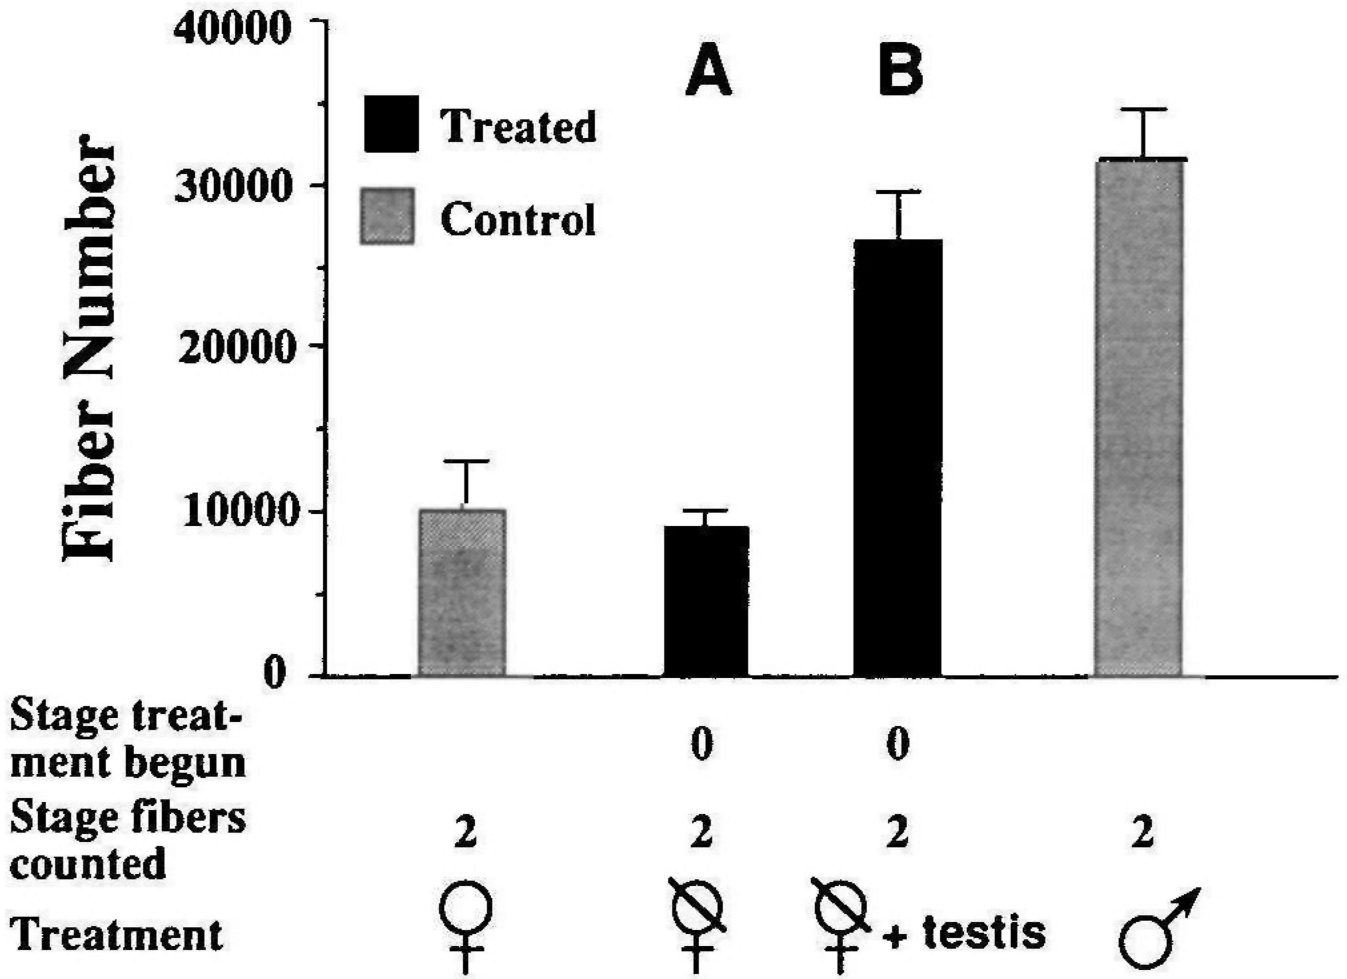 40000
A
B
Treated
30000
Control
Fiber Number
20000
10000
0
Stage treat-
ment begun
0 0
Stage fibers
counted
2 2 2 2
Treatment
♀ ♀ ♀ + testis ♂